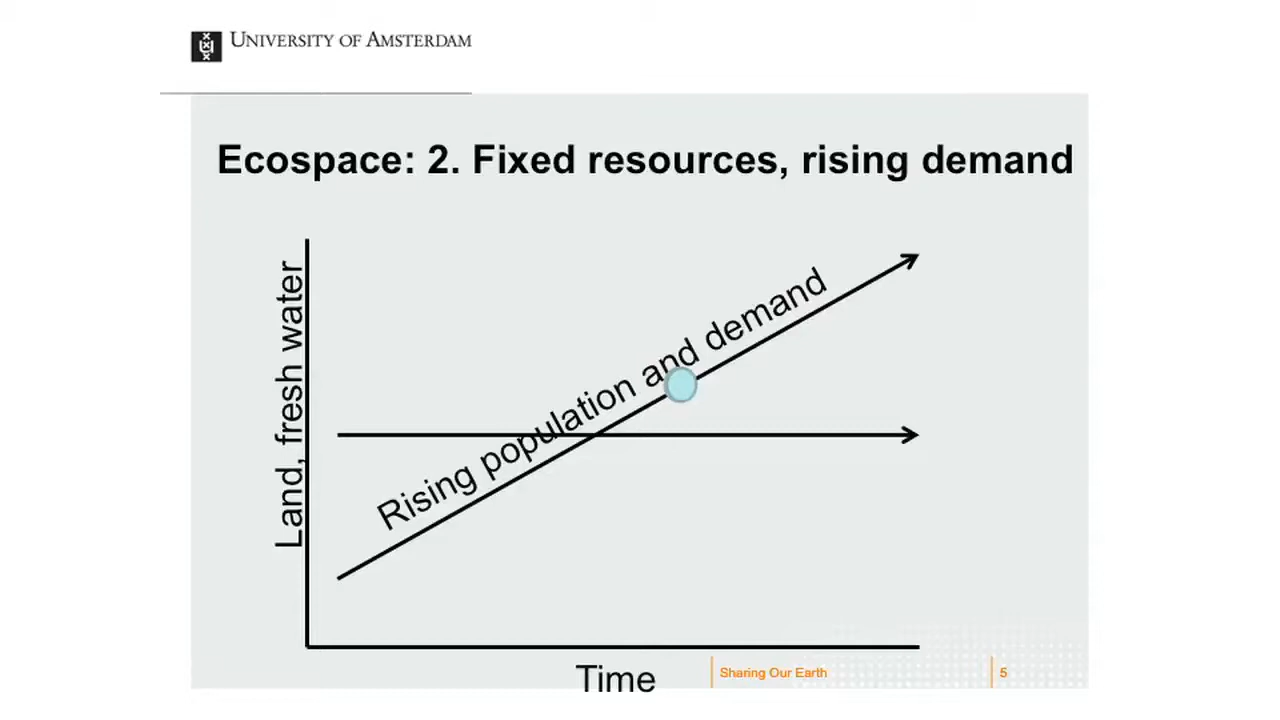 UNIVERSITY OF AMSTERDAM
Ecospace: 2. Fixed resources, rising demand
Land, fresh water
Rising population and demand
Time
Sharing Our Earth
5